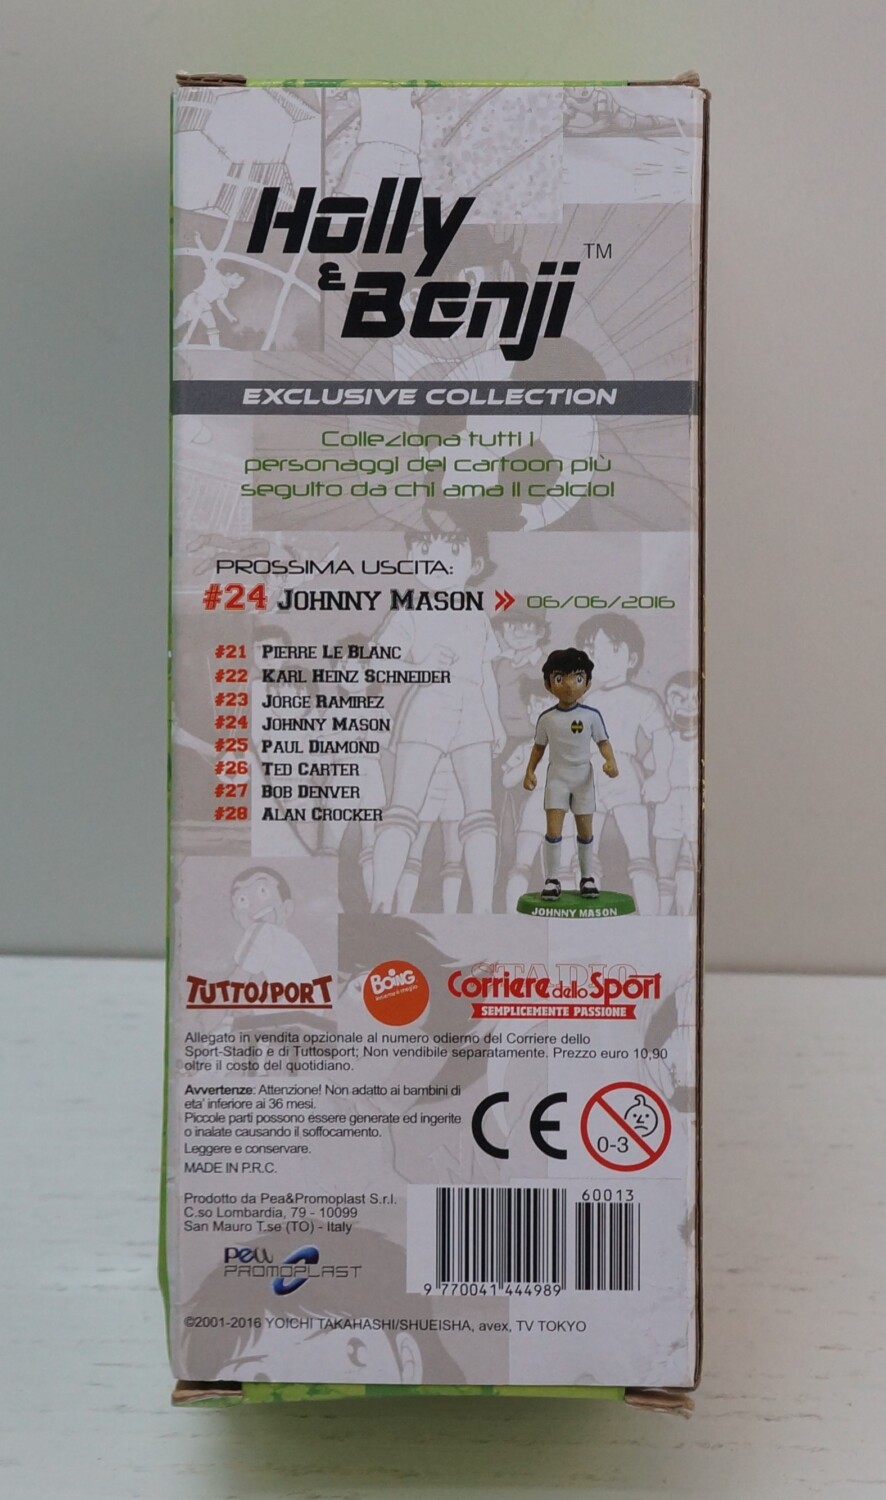 Holly
& Benji™
EXCLUSIVE COLLECTION
Colleziona tutti i
personaggi del cartoon più
seguito da chi ama il calcio!
PROSSIMA USCITA:
#24 JOHNNY MASON » 06/06/2016
#21 PIERRE LE BLANC
#22 KARL HEINZ SCHNEIDER
#23 JORGE RAMIREZ
#24 JOHNNY MASON
#25 PAUL DIAMOND
#26 TED CARTER
#27 BOB DENVER
#28 ALAN CROCKER
JOHNNY MASON
TUTTOSPORT
BOING
STADIO
Corriere dello Sport
SEMPLICEMENTE PASSIONE
Allegato in vendita opzionale al numero odierno del Corriere dello
Sport-Stadio e di Tuttosport; Non vendibile separatamente. Prezzo euro 10,90
oltre il costo del quotidiano.
Avvertenze: Attenzione! Non adatto ai bambini di
eta' inferiore ai 36 mesi.
Piccole parti possono essere generate ed ingerite
o inalate causando il soffocamento.
Leggere e conservare.
MADE IN P.R.C.
CE
0-3
Prodotto da Pea&Promoplast S.r.l.
C.so Lombardia, 79 - 10099
San Mauro T.se (TO) - Italy
pea
PROMOPLAST
60013
9 770041 444989
©2001-2016 YOICHI TAKAHASHI/SHUEISHA, avex, TV TOKYO